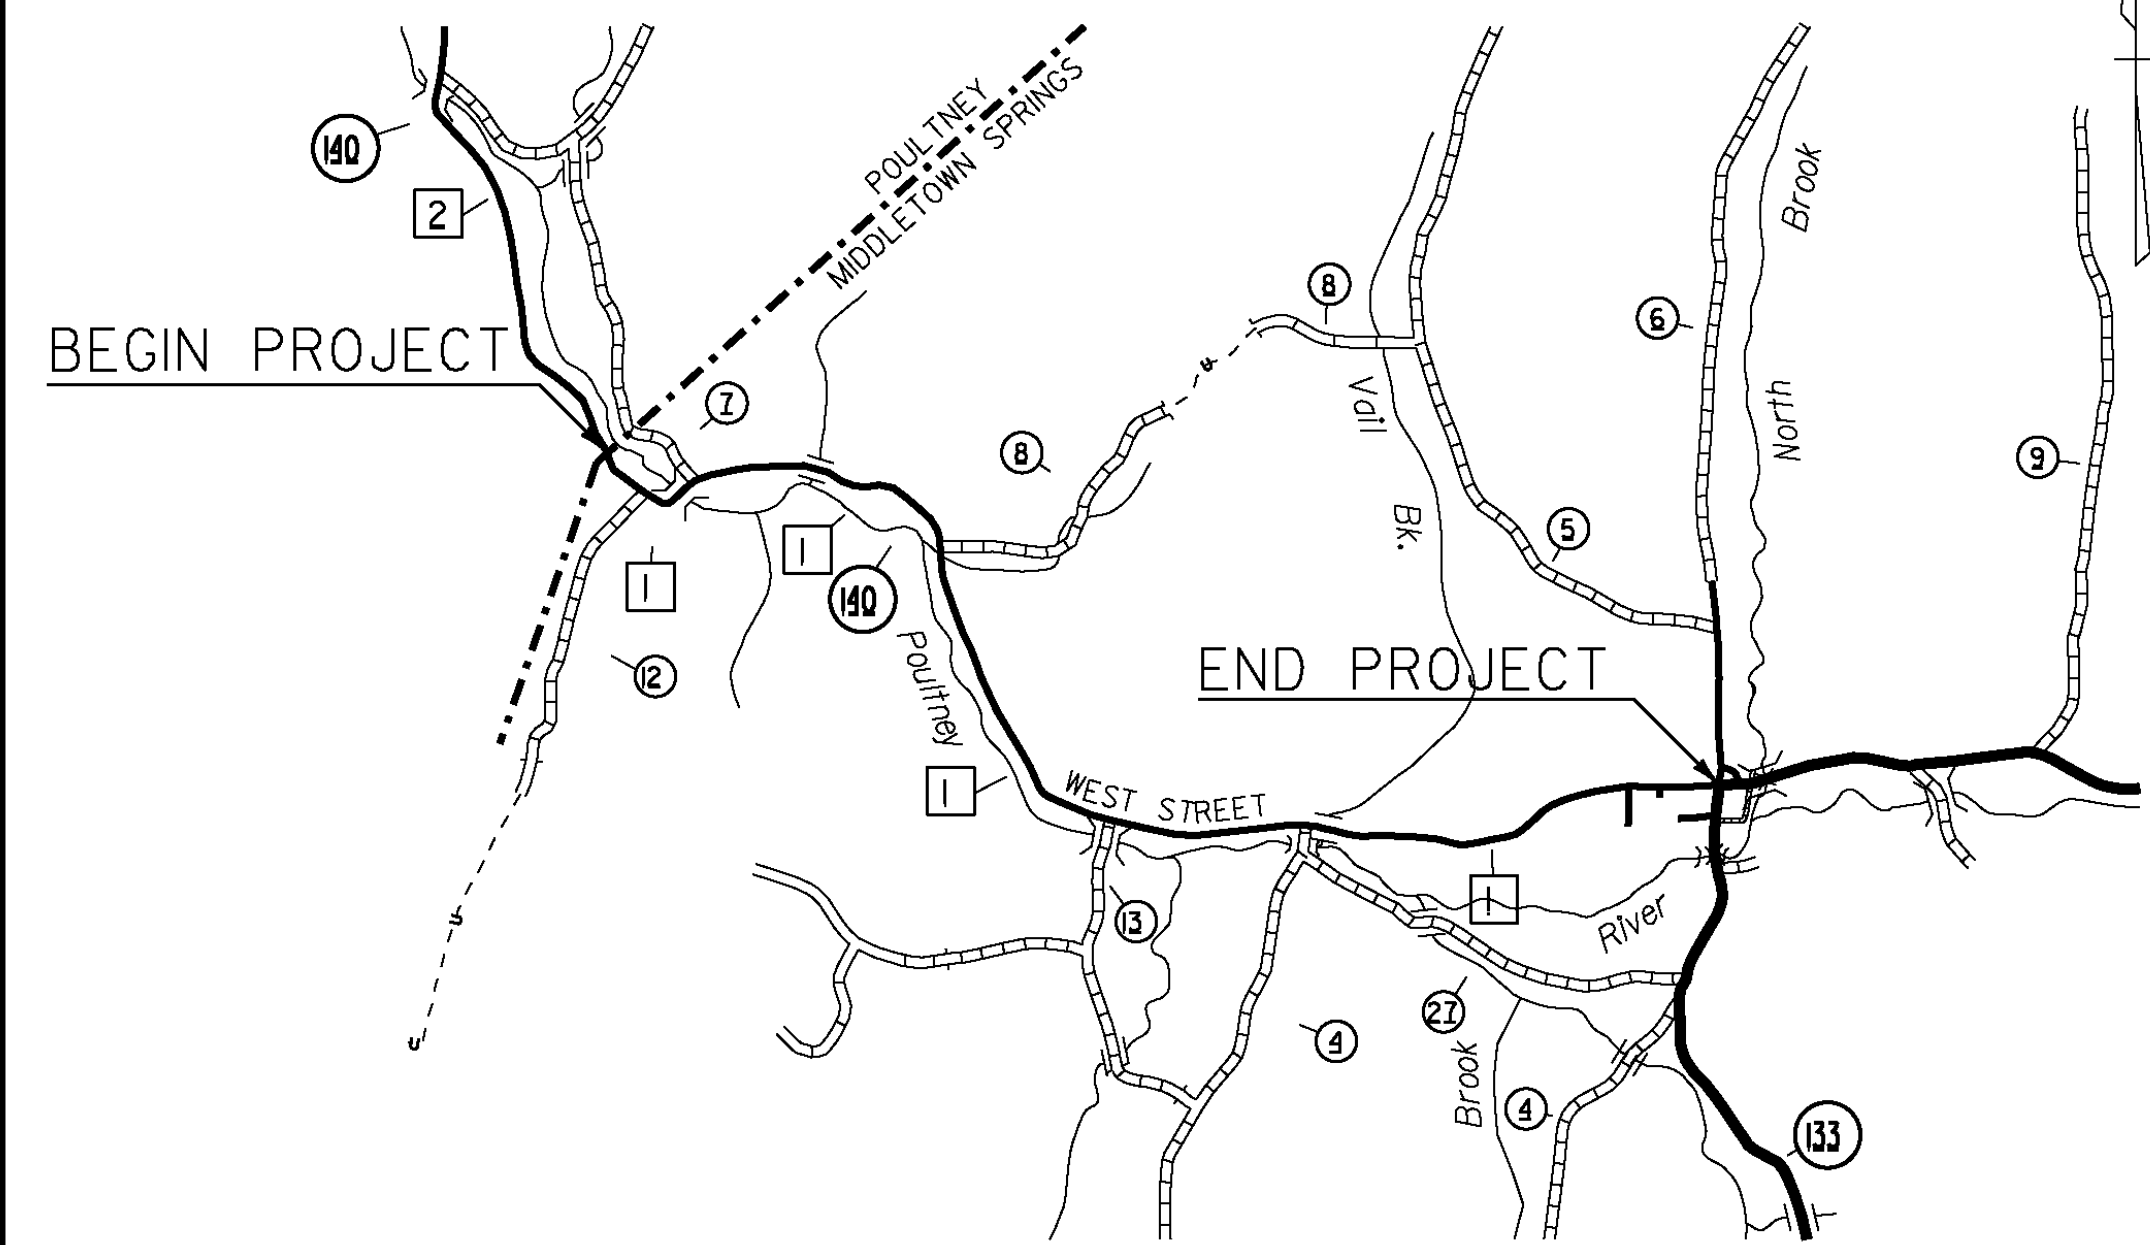 140
2
POULTNEY
MIDDLETOWN SPRINGS
BEGIN PROJECT
7
8
8
6
Brook
North
9
Vail
Bk.
5
1
1
140
12
Poultney
END PROJECT
1
WEST STREET
13
1
River
27
4
Brook
4
133
U
U
U